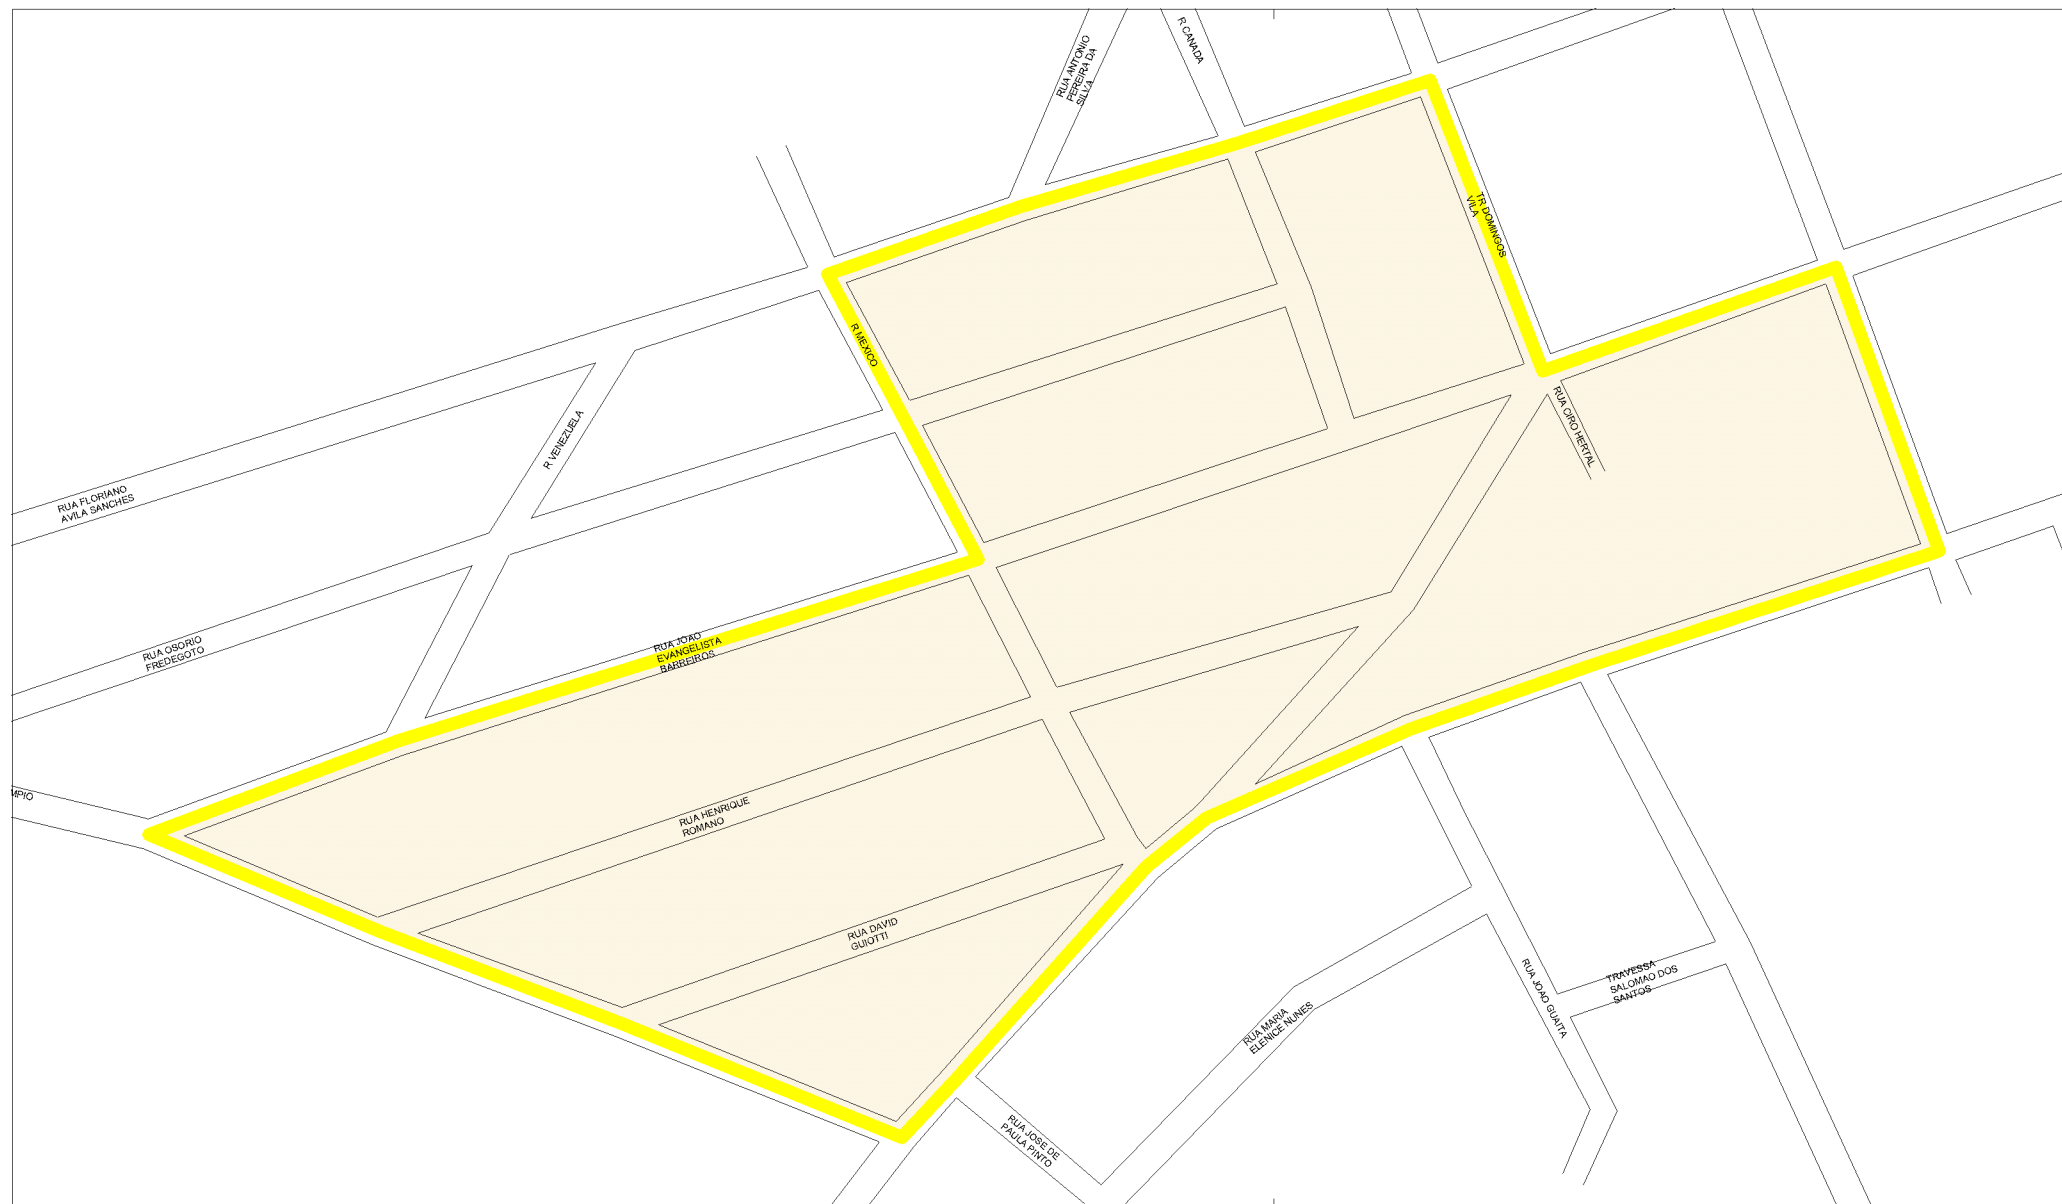 RUA ANTONIO
PEREIRA DA
SILVA
R CANADA
TR DOMINGOS
VILA
R MEXICO
RUA CIRO HERTAL
R VENEZUELA
RUA FLORIANO
AVILA SANCHES
RUA OSORIO
FREDEGOTO
RUA JOAO
EVANGELISTA
BARREIROS
MPIO
RUA HENRIQUE
ROMANO
RUA DAVID
GUIOTTI
RUA JOAO GUAITA
TRAVESSA
SALOMAO DOS
SANTOS
RUA MARIA
ELENICE NUNES
RUA JOSE DE
PAULA PINTO